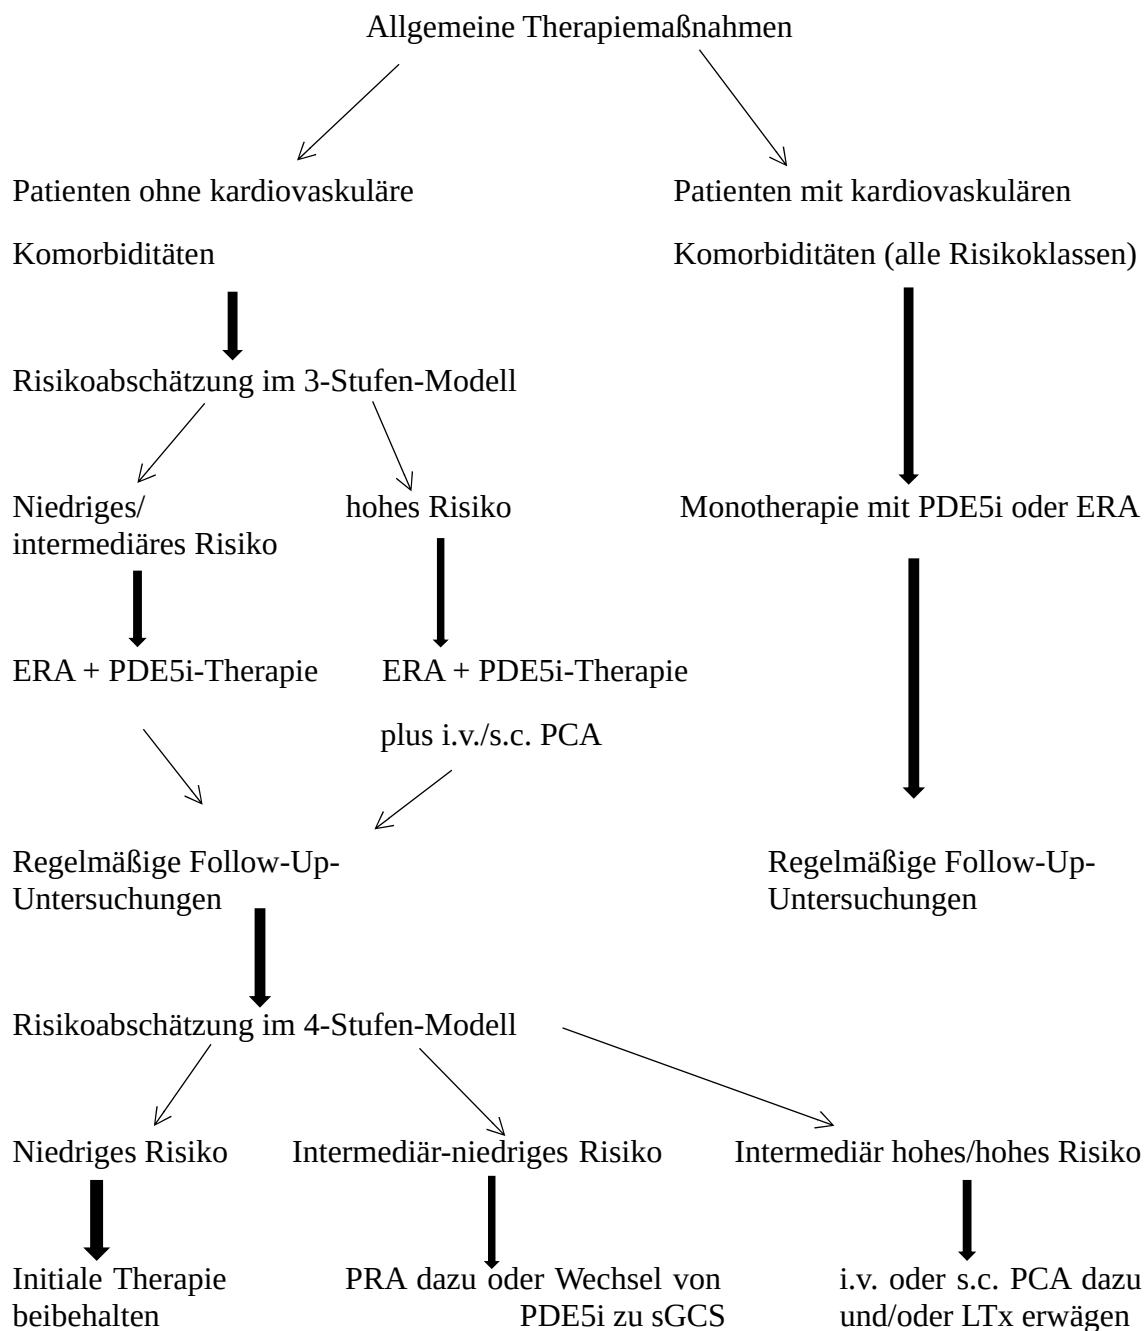 Allgemeine Therapiemaßnahmen
Patienten ohne kardiovaskuläre
Komorbiditäten
Patienten mit kardiovaskulären
Komorbiditäten (alle Risikoklassen)
Risikoabschätzung im 3-Stufen-Modell
Niedriges/
intermediäres Risiko
hohes Risiko
Monotherapie mit PDE5i oder ERA
ERA + PDE5i-Therapie
ERA + PDE5i-Therapie
plus i.v./s.c. PCA
Regelmäßige Follow-Up-
Untersuchungen
Regelmäßige Follow-Up-
Untersuchungen
Risikoabschätzung im 4-Stufen-Modell
Niedriges Risiko
Intermediär-niedriges Risiko
Intermediär hohes/hohes Risiko
Initiale Therapie
beibehalten
PRA dazu oder Wechsel von
PDE5i zu sGCS
i.v. oder s.c. PCA dazu
und/oder LTx erwägen